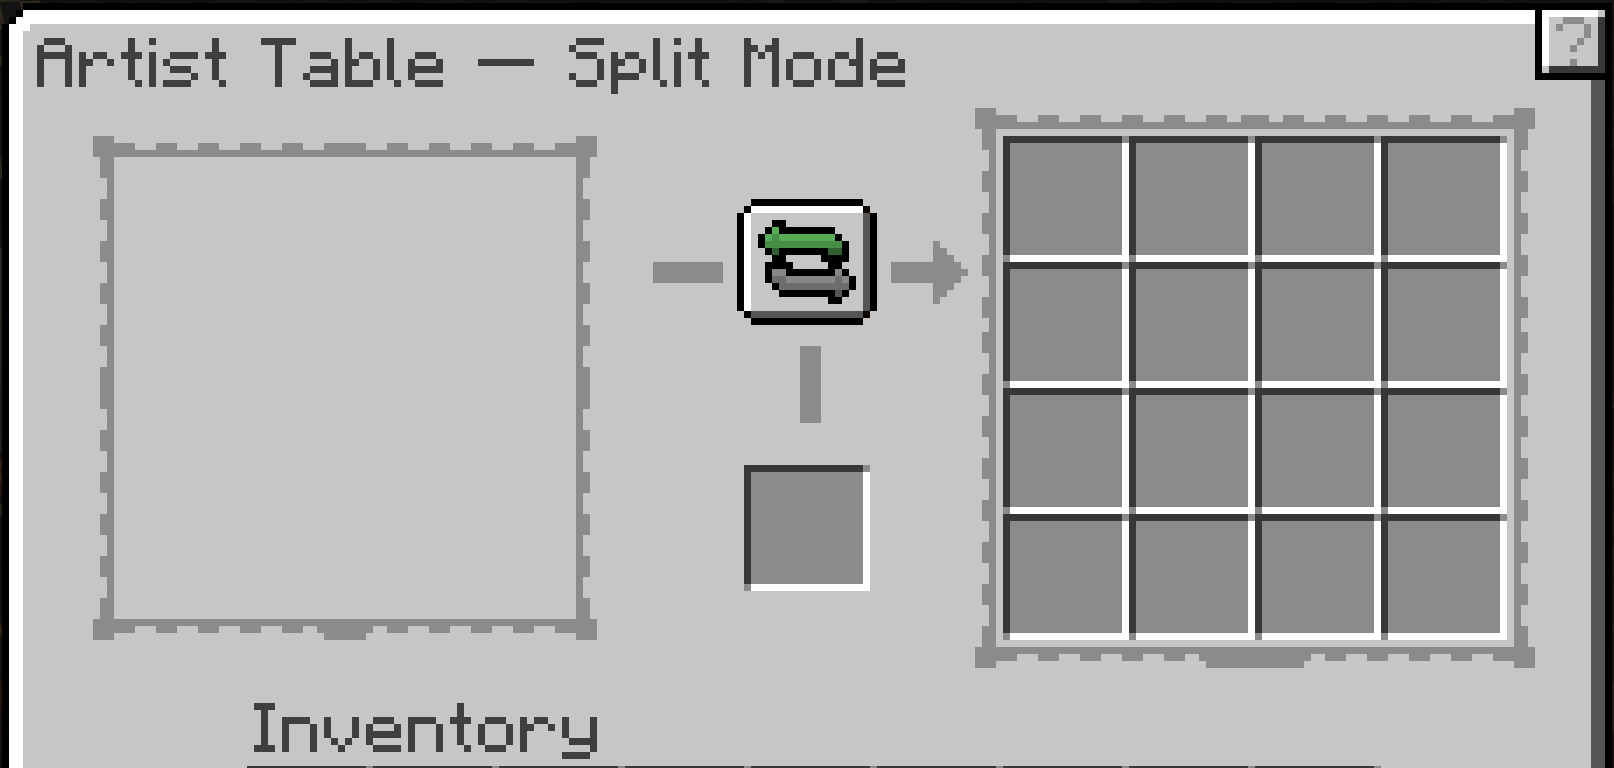 Artist Table — Split Mode
?
Inventory